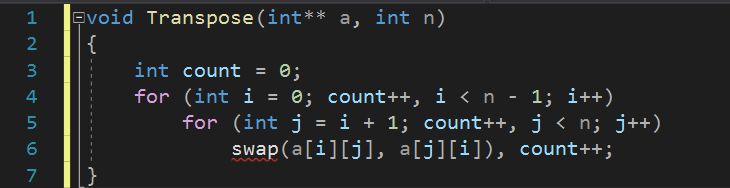 1 void Transpose(int** a, int n)
2 {
3 int count = 0;
4 for (int i = 0; count++, i < n - 1; i++)
5 for (int j = i + 1; count++, j < n; j++)
6 swap(a[i][j], a[j][i]), count++;
7 }